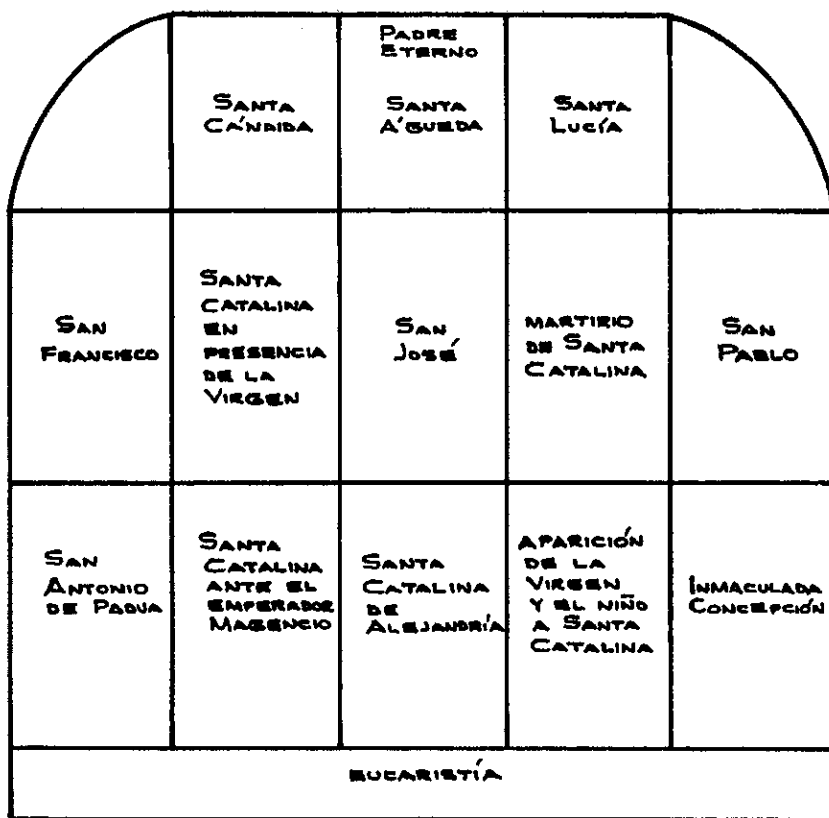 PADRE
ETERNO
SANTA
CÁNDIDA
SANTA
ÁGUEDA
SANTA
LUCÍA
SAN
FRANCISCO
SANTA
CATALINA
EN
PRESENCIA
DE LA
VIRGEN
SAN
JOSÉ
MARTIRIO
DE SANTA
CATALINA
SAN
PABLO
SAN
ANTONIO
DE PADUA
SANTA
CATALINA
ANTE EL
EMPERADOR
MAGENCIO
SANTA
CATALINA
DE
ALEJANDRÍA
APARICIÓN
DE LA
VIRGEN
Y EL NIÑO
A SANTA
CATALINA
INMACULADA
CONCEPCIÓN
EUCARISTÍA